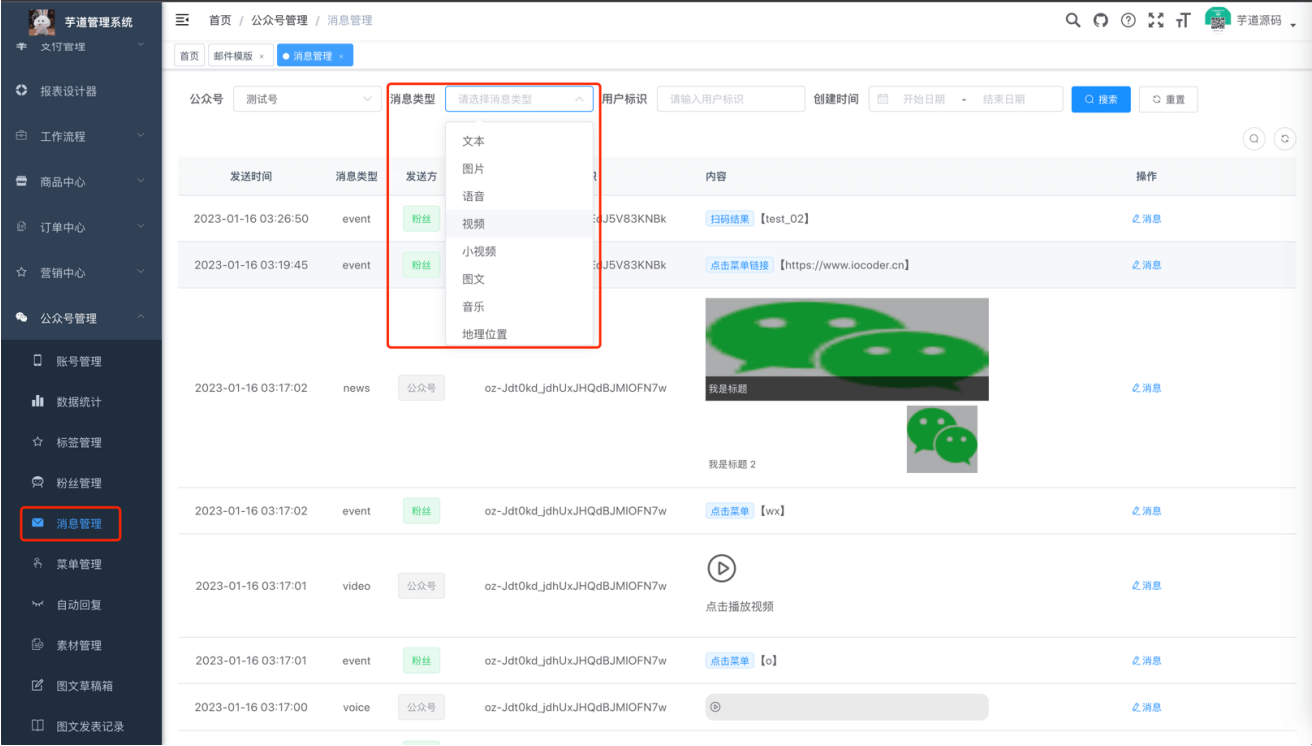 芋道管理系统
首页 / 公众号管理 / 消息管理
芋道源码
支付管理
报表设计器
工作流程
商品中心
订单中心
营销中心
公众号管理
账号管理
数据统计
标签管理
粉丝管理
消息管理
菜单管理
自动回复
素材管理
图文草稿箱
图文发表记录
首页 邮件模版 × 消息管理 ×
公众号 测试号 消息类型 请选择消息类型 用户标识 请输入用户标识 创建时间 开始日期 - 结束日期 搜索 重置
文本
图片
语音
视频
小视频
图文
音乐
地理位置
发送时间 消息类型 发送方 内容 操作
2023-01-16 03:26:50 event 粉丝 J5V83KNBk 扫码结果 【test_02】 消息
2023-01-16 03:19:45 event 粉丝 J5V83KNBk 点击菜单链接 【https://www.iocoder.cn】 消息
2023-01-16 03:17:02 news 公众号 oz-Jdt0kd_jdhUxJHQdBJMIOFN7w 我是标题 消息
我是标题 2
2023-01-16 03:17:02 event 粉丝 oz-Jdt0kd_jdhUxJHQdBJMIOFN7w 点击菜单 【wx】 消息
2023-01-16 03:17:01 video 公众号 oz-Jdt0kd_jdhUxJHQdBJMIOFN7w 点击播放视频 消息
2023-01-16 03:17:01 event 粉丝 oz-Jdt0kd_jdhUxJHQdBJMIOFN7w 点击菜单 【o】 消息
2023-01-16 03:17:00 voice 公众号 oz-Jdt0kd_jdhUxJHQdBJMIOFN7w 消息